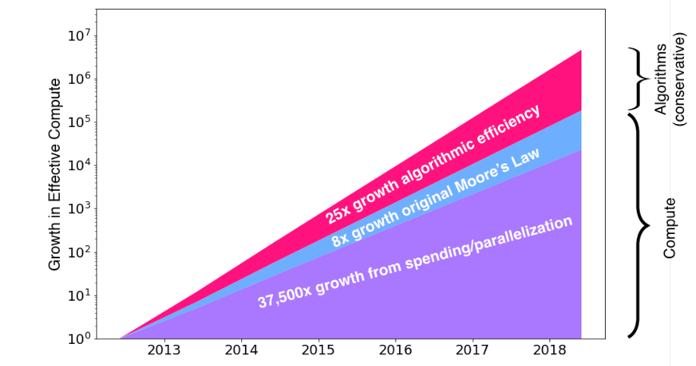 Growth in Effective Compute
10⁷
10⁶
10⁵
10⁴
10³
10²
10¹
10⁰
25x growth algorithmic efficiency
8x growth original Moore's Law
37,500x growth from spending/parallelization
2013 2014 2015 2016 2017 2018
Algorithms
(conservative)
Compute